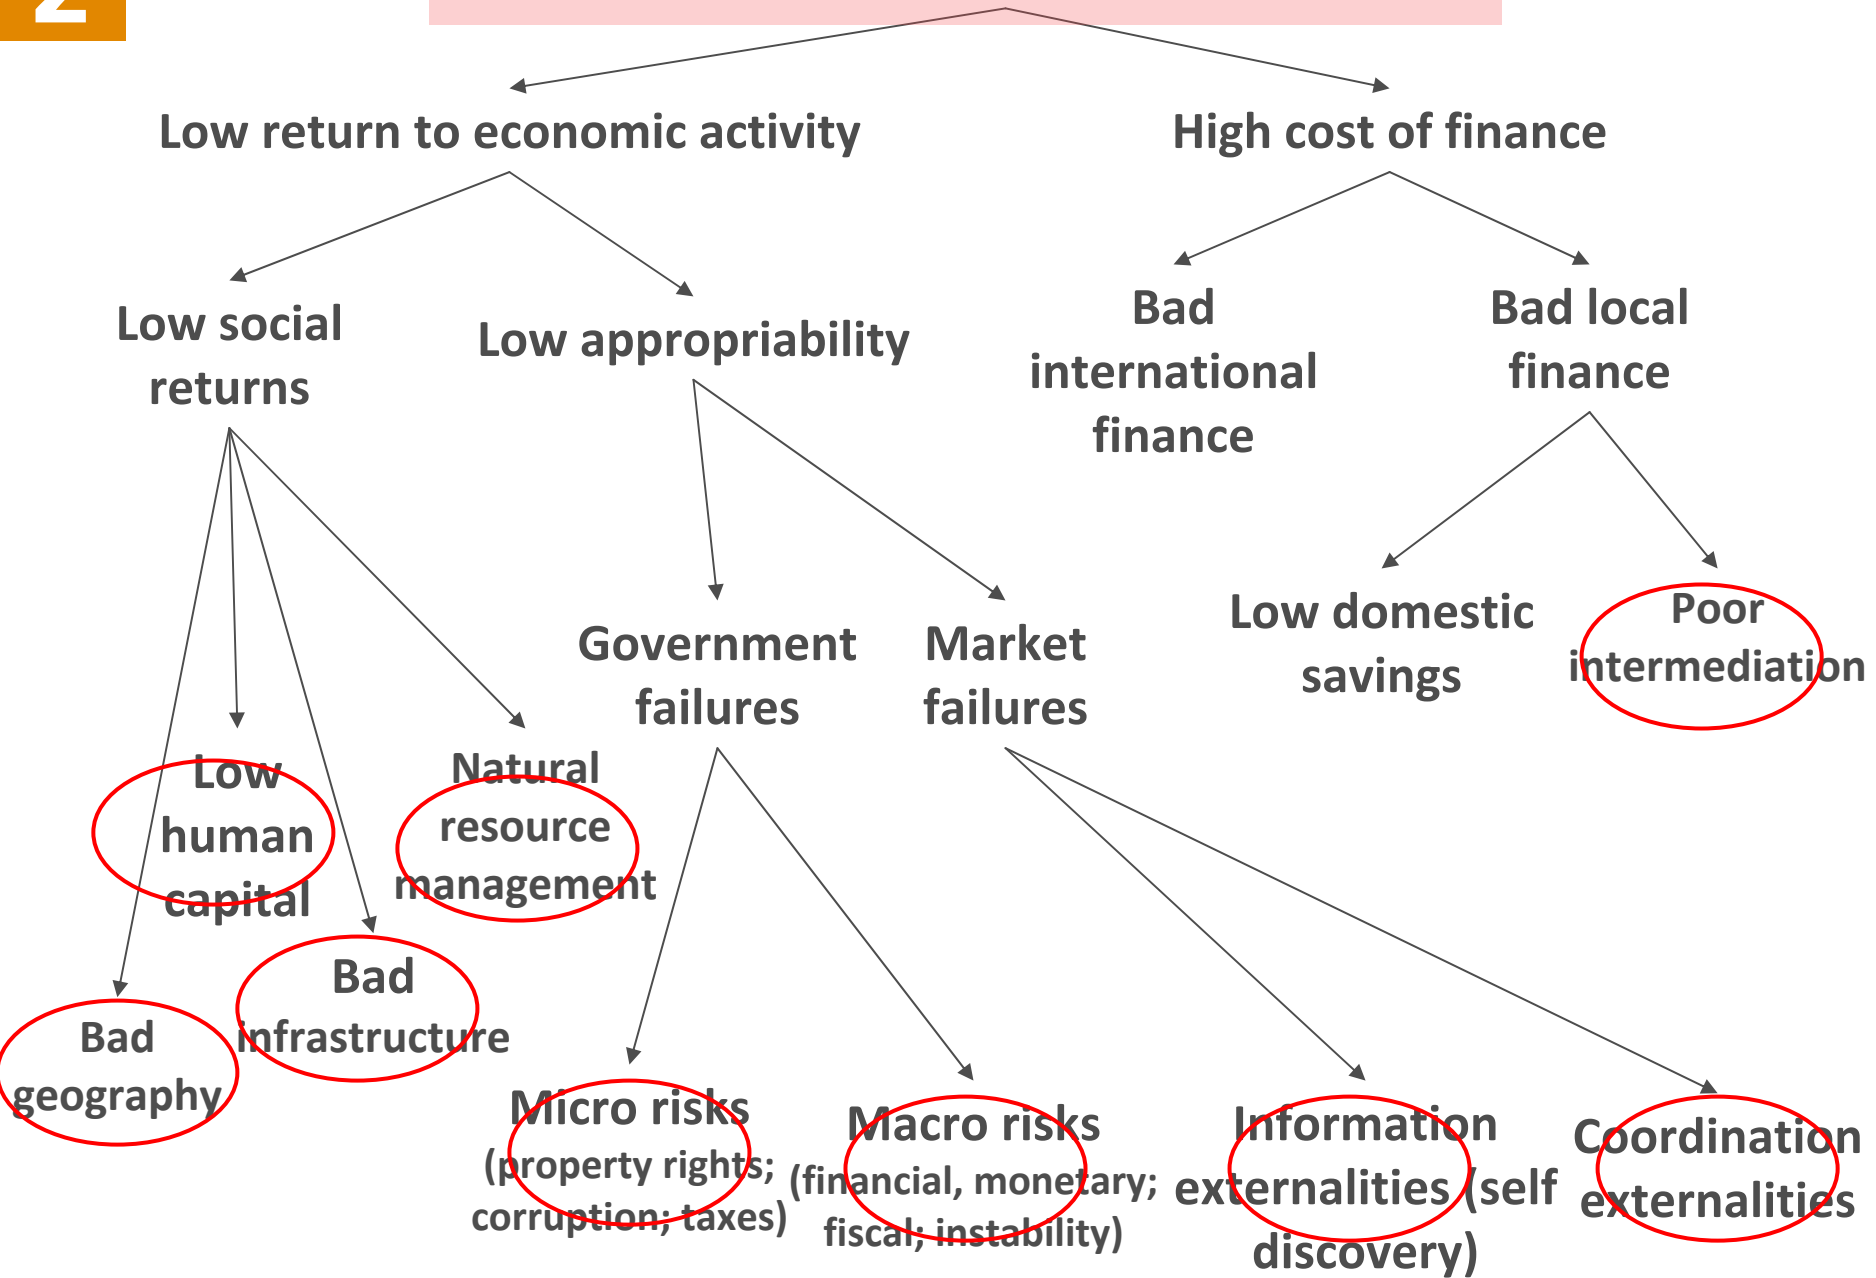 2
Low return to economic activity
High cost of finance
Low social
returns
Low appropriability
Bad
international
finance
Bad local
finance
Government
failures
Market
failures
Low domestic
savings
Poor
intermediation
Low
human
capital
Natural
resource
management
Bad
geography
Bad
infrastructure
Micro risks
(property rights;
corruption; taxes)
Macro risks
(financial, monetary;
fiscal; instability)
Information
externalities (self
discovery)
Coordination
externalities